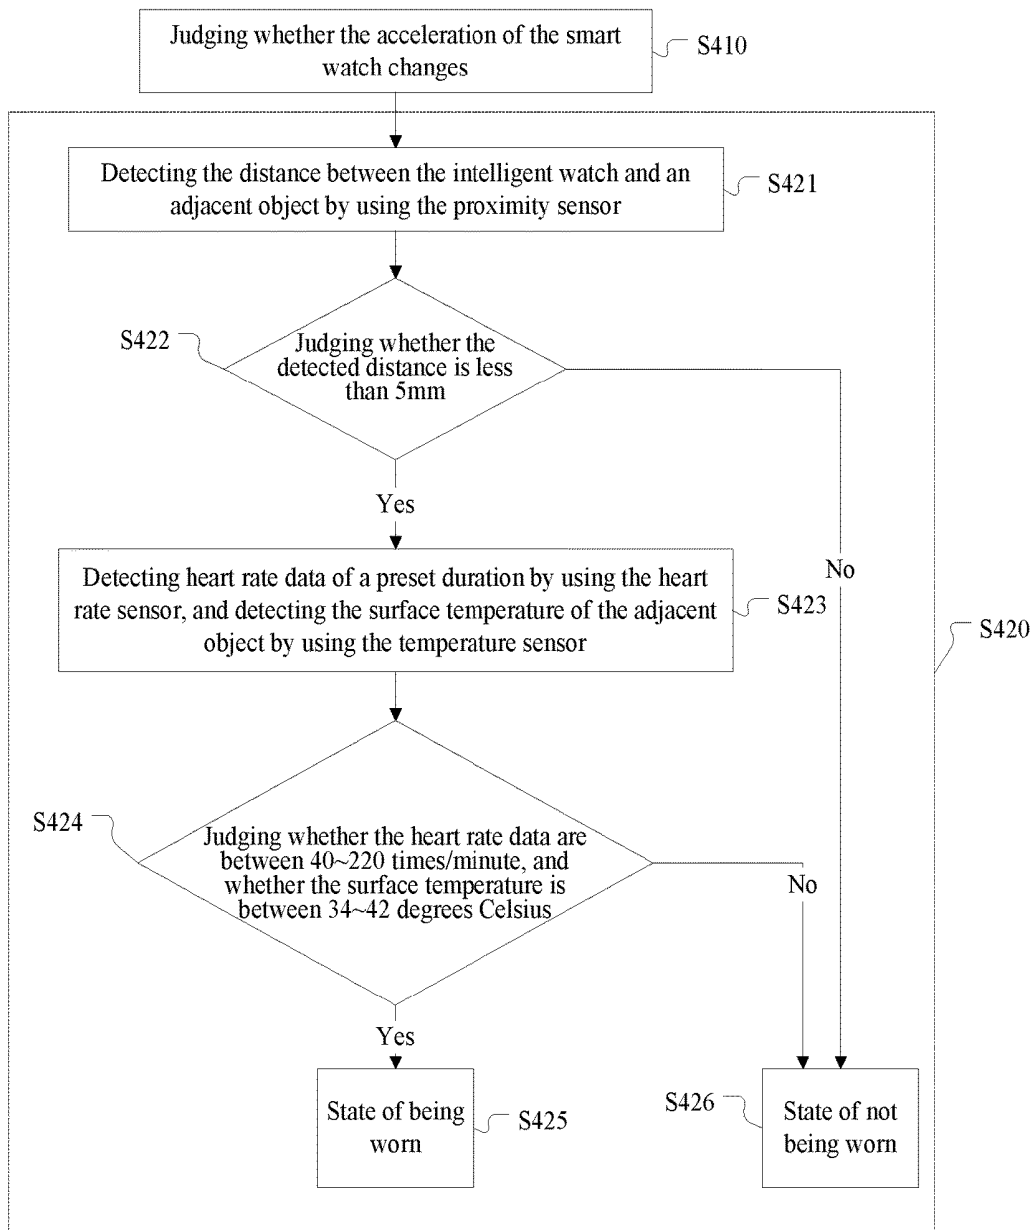 Judging whether the acceleration of the smart
watch changes
S410
Detecting the distance between the intelligent watch and an
adjacent object by using the proximity sensor
S421
S422
Judging whether the
detected distance is less
than 5mm
Yes
No
Detecting heart rate data of a preset duration by using the heart
rate sensor, and detecting the surface temperature of the adjacent
object by using the temperature sensor
S423
S420
S424
Judging whether the heart rate data are
between 40~220 times/minute, and
whether the surface temperature is
between 34~42 degrees Celsius
No
Yes
State of being
worn
S425
S426
State of not
being worn